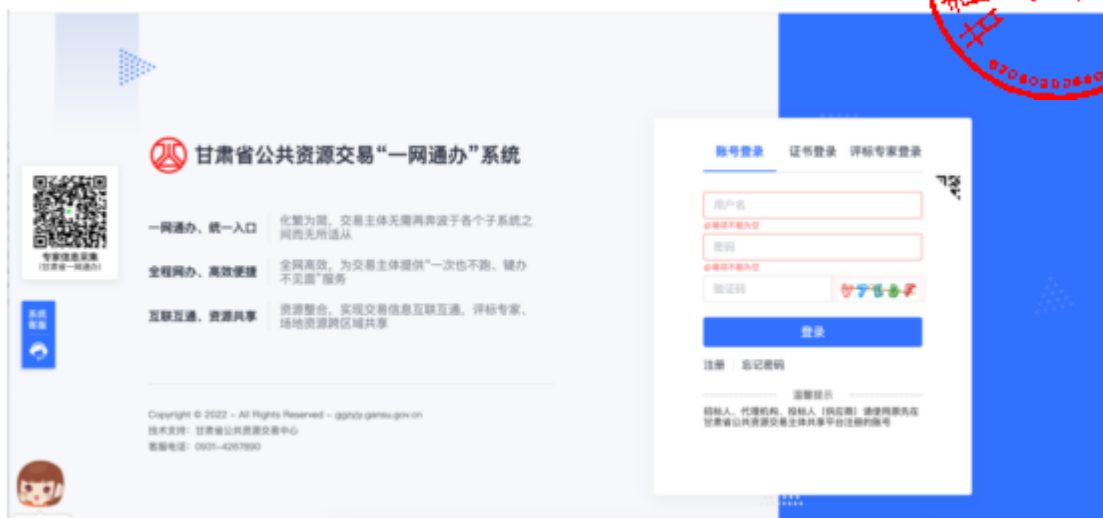 甘肃省公共资源交易“一网通办”系统
专家信息采集
(甘肃省一网通办)
系统
客服
一网通办、统一入口
化繁为简，交易主体无需再奔波于各个子系统之
间而无所适从
全程网办、高效便捷
全网高效，为交易主体提供“一次也不跑、键办
不见面”服务
互联互通、资源共享
资源整合，实现交易信息互联互通，评标专家、
场地资源跨区域共享
Copyright © 2022 – All Rights Reserved – ggzyjy.gansu.gov.cn
技术支持：甘肃省公共资源交易中心
客服电话：0931-4267890
账号登录 证书登录 评标专家登录
用户名
必填项不能为空
密码
必填项不能为空
验证码
登录
注册 忘记密码
温馨提示
招标人、代理机构、投标人（供应商）请使用原先在
甘肃省公共资源交易主体共享平台注册的账号